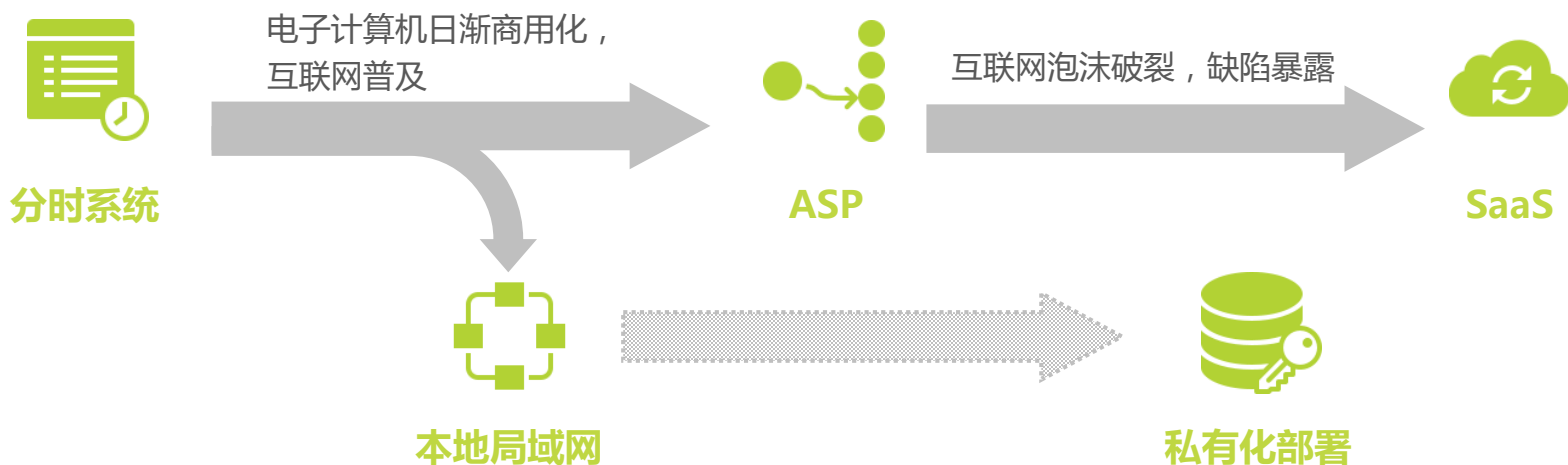 电子计算机日渐商用化，
互联网普及
互联网泡沫破裂，缺陷暴露
分时系统
ASP
SaaS
本地局域网
私有化部署